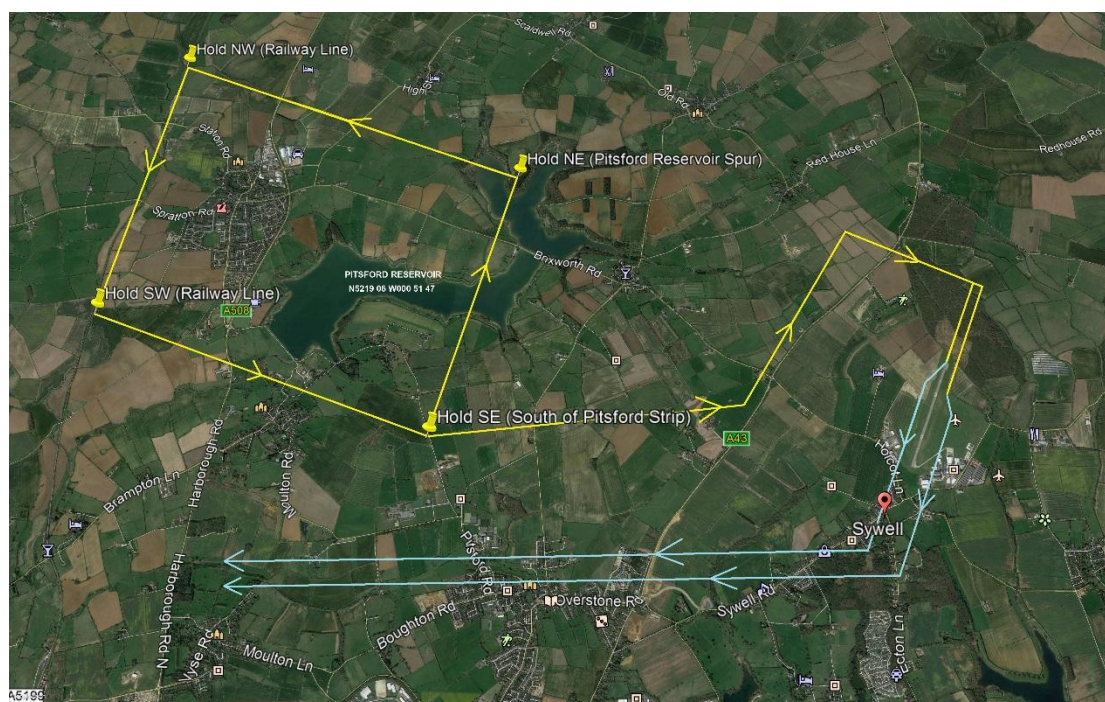 Scaldwell Rd
Hold NW (Railway Line)
High St
Old Rd
Redhouse Rd
Station Rd
Red House Ln
Hold NE (Pitsford Reservoir Spur)
Spratton Rd
Brixworth Rd
PITSFORD RESERVOIR
N5219 06 W000 51 47
Hold SW (Railway Line)
A508
Hold SE (South of Pitsford Strip)
A43
Harborough Rd
Moulton Rd
Brampton Ln
Holcot Ln
Sywell
Pitsford Rd
Harborough Rd N
Boughton Rd
Overstone Rd
Sywell Rd
Vyse Rd
Moulton Ln
Ecton Ln
A5199